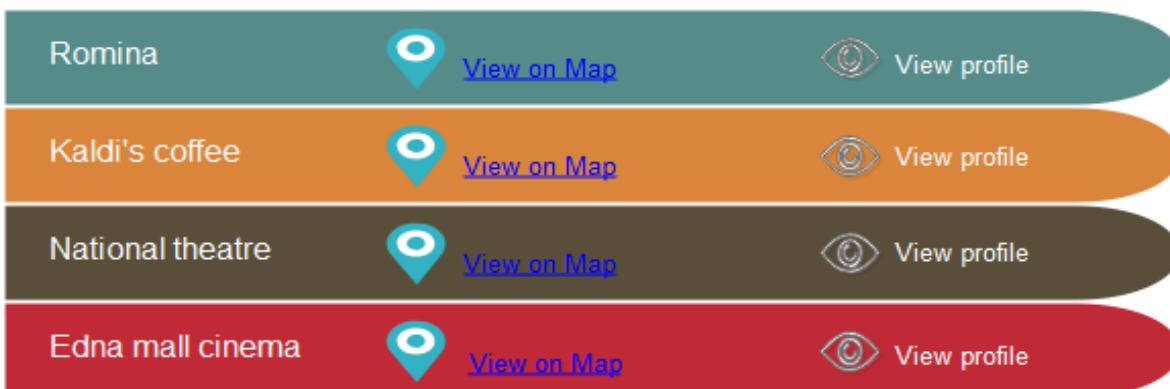 Romina View on Map View profile
Kaldi's coffee View on Map View profile
National theatre View on Map View profile
Edna mall cinema View on Map View profile